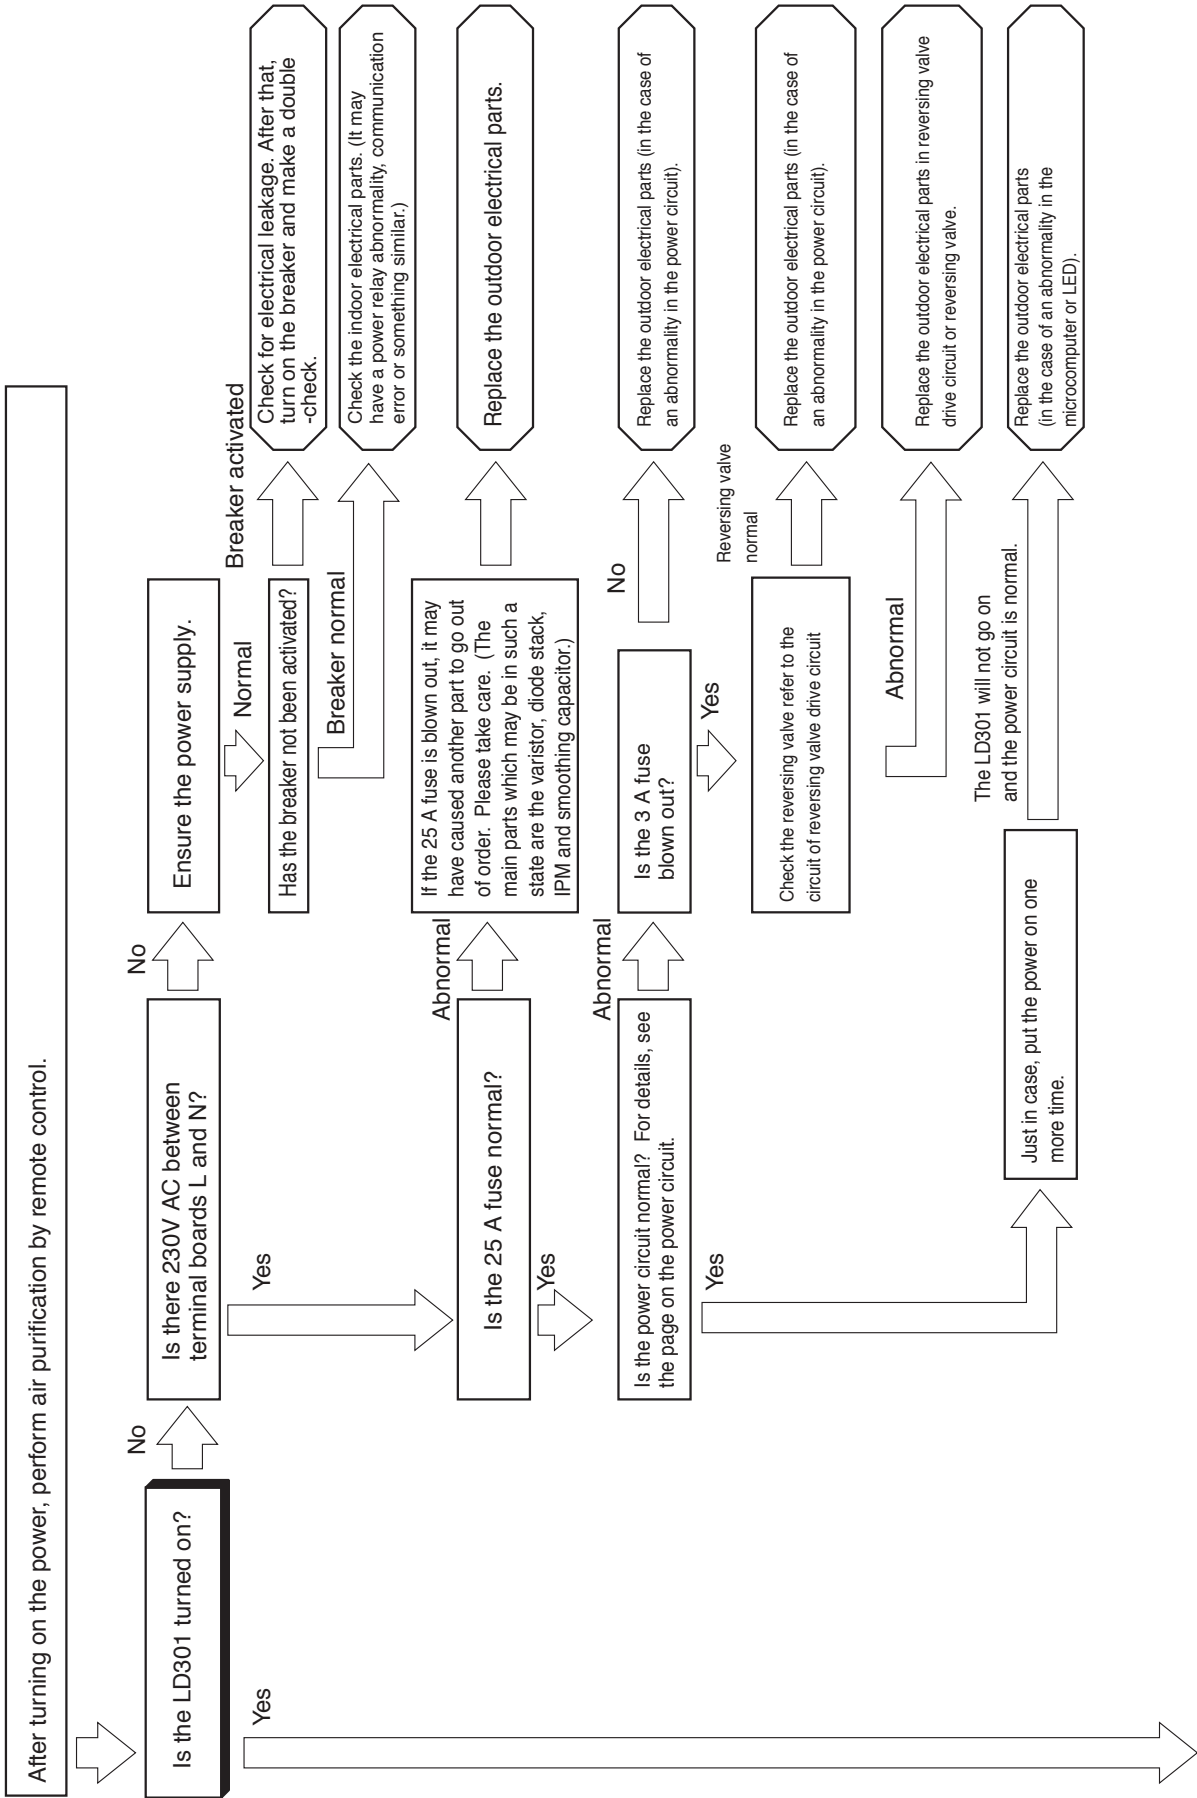 After turning on the power, perform air purification by remote control.
Is the LD301 turned on?
No
Yes
Is there 230V AC between
terminal boards L and N?
No
Yes
Ensure the power supply.
Normal
Has the breaker not been activated?
Breaker activated
Check for electrical leakage. After that,
turn on the breaker and make a double
-check.
Breaker normal
Check the indoor electrical parts. (It may
have a power relay abnormality, communication
error or something similar.)
Is the 25 A fuse normal?
Abnormal
Yes
If the 25 A fuse is blown out, it may
have caused another part to go out
of order. Please take care. (The
main parts which may be in such a
state are the varistor, diode stack,
IPM and smoothing capacitor.)
Replace the outdoor electrical parts.
Is the power circuit normal? For details, see
the page on the power circuit.
Abnormal
Yes
Is the 3 A fuse
blown out?
No
Yes
Replace the outdoor electrical parts (in the case of
an abnormality in the power circuit).
Check the reversing valve refer to the
circuit of reversing valve drive circuit
Reversing valve
normal
Replace the outdoor electrical parts (in the case of
an abnormality in the power circuit).
Abnormal
Replace the outdoor electrical parts in reversing valve
drive circuit or reversing valve.
Just in case, put the power on one
more time.
The LD301 will not go on
and the power circuit is normal.
Replace the outdoor electrical parts
(in the case of an abnormality in the
microcomputer or LED).